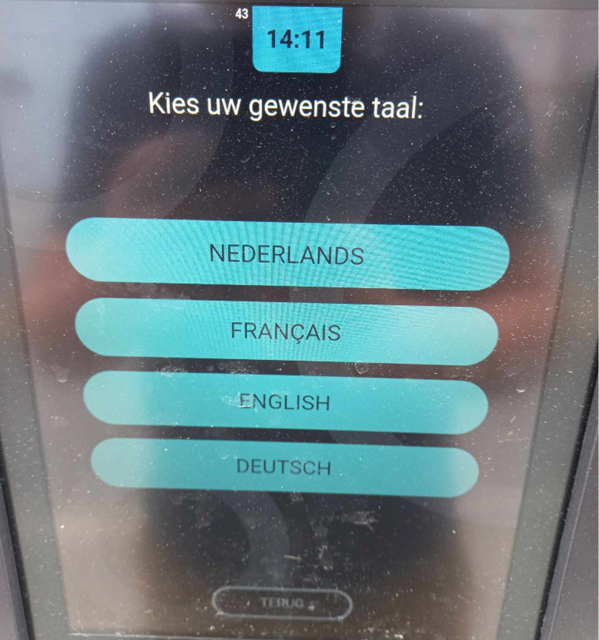 43
14:11
Kies uw gewenste taal:
NEDERLANDS
FRANÇAIS
ENGLISH
DEUTSCH
TERUG